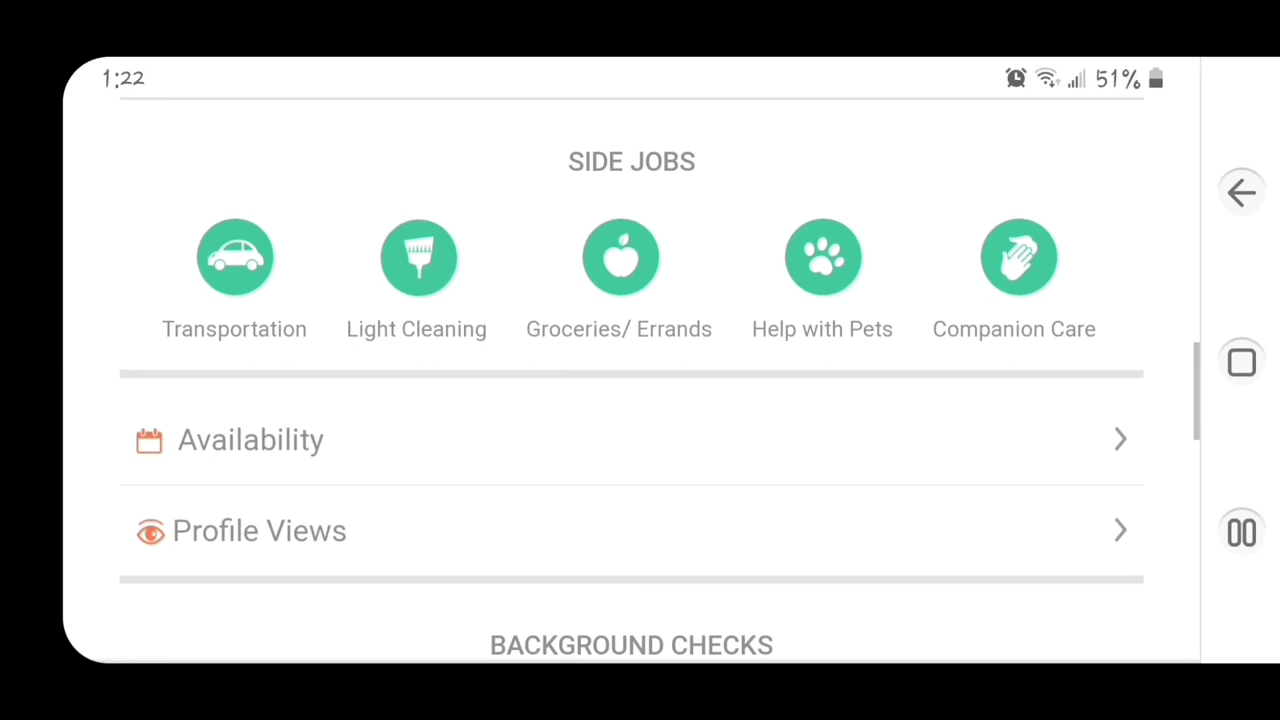 1:22
51%
SIDE JOBS
Transportation
Light Cleaning
Groceries/ Errands
Help with Pets
Companion Care
Availability
Profile Views
BACKGROUND CHECKS